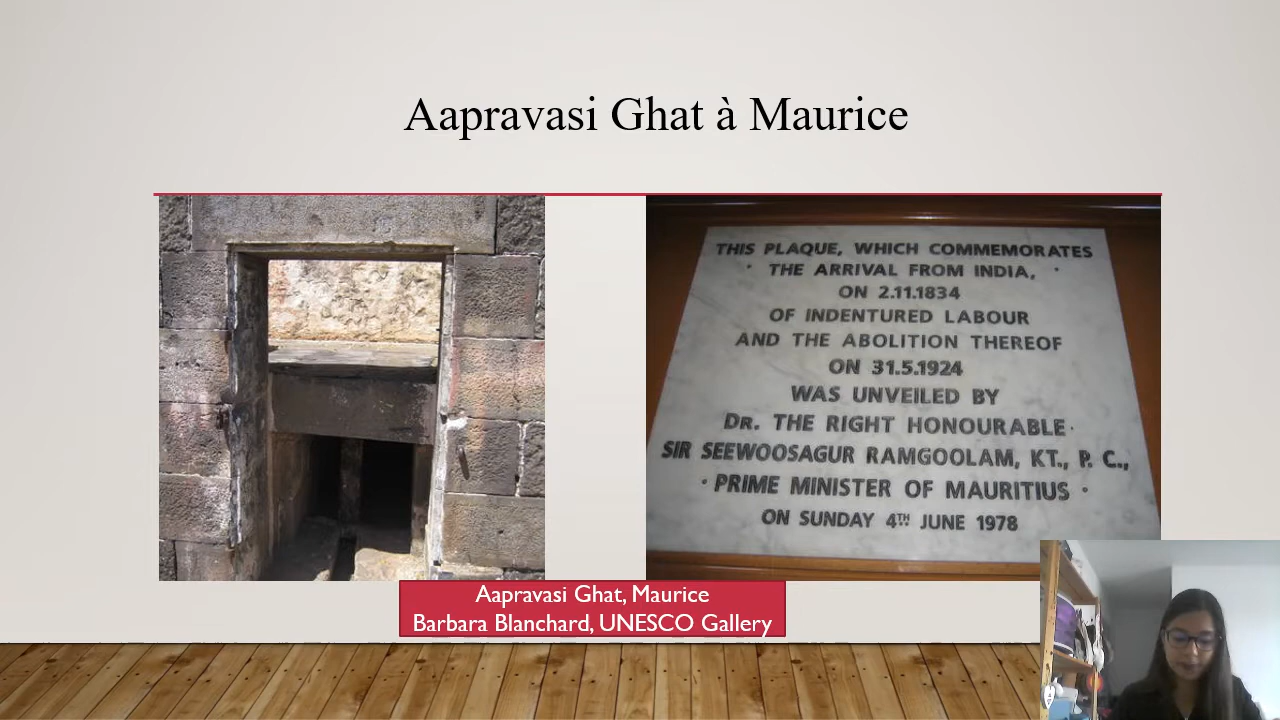 Aapravasi Ghat à Maurice
THIS PLAQUE, WHICH COMMEMORATES
· THE ARRIVAL FROM INDIA, ·
ON 2.11.1834
OF INDENTURED LABOUR
AND THE ABOLITION THEREOF
ON 31.5.1924
WAS UNVEILED BY
DR. THE RIGHT HONOURABLE·
SIR SEEWOOSAGUR RAMGOOLAM, KT., P. C.,
· PRIME MINISTER OF MAURITIUS ·
ON SUNDAY 4TH JUNE 1978
Aapravasi Ghat, Maurice
Barbara Blanchard, UNESCO Gallery